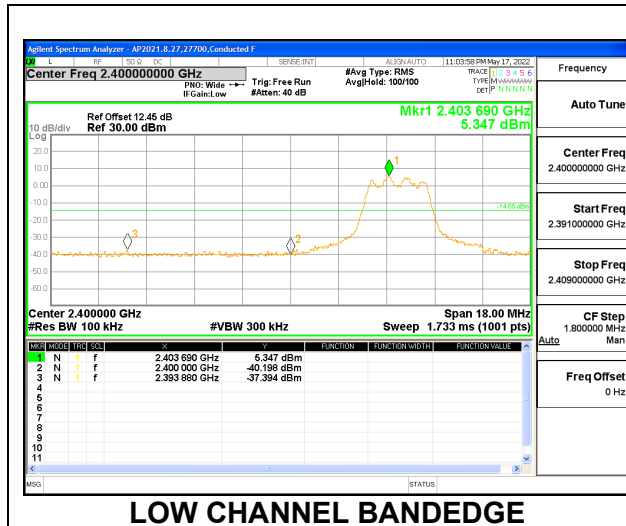 Agilent Spectrum Analyzer - AP2021.8.27,27700,Conducted F
L RF 50 Ω DC SENSE:INT ALIGN AUTO 11:03:58 PM May 17, 2022
Center Freq 2.400000000 GHz #Avg Type: RMS TRACE 1 2 3 4 5 6
PNO: Wide Trig: Free Run Avg|Hold: 100/100 TYPE M
IFGain:Low #Atten: 40 dB DET P N N N N N
Mkr1 2.403 690 GHz
5.347 dBm
Ref Offset 12.45 dB
10 dB/div Ref 30.00 dBm
Log
20.0
10.0
0.00
-10.0
-14.65 dBm
-20.0
-30.0
-40.0
-50.0
-60.0
1
2
3
Center 2.400000 GHz Span 18.00 MHz
#Res BW 100 kHz #VBW 300 kHz Sweep 1.733 ms (1001 pts)
MKR MODE TRC SCL X Y FUNCTION FUNCTION WIDTH FUNCTION VALUE
1 N 1 f 2.403 690 GHz 5.347 dBm
2 N 1 f 2.400 000 GHz -40.198 dBm
3 N 1 f 2.393 880 GHz -37.394 dBm
4
5
6
7
8
9
10
11
MSG STATUS
Frequency
Auto Tune
Center Freq
2.400000000 GHz
Start Freq
2.391000000 GHz
Stop Freq
2.409000000 GHz
CF Step
1.800000 MHz
Auto Man
Freq Offset
0 Hz
LOW CHANNEL BANDEDGE